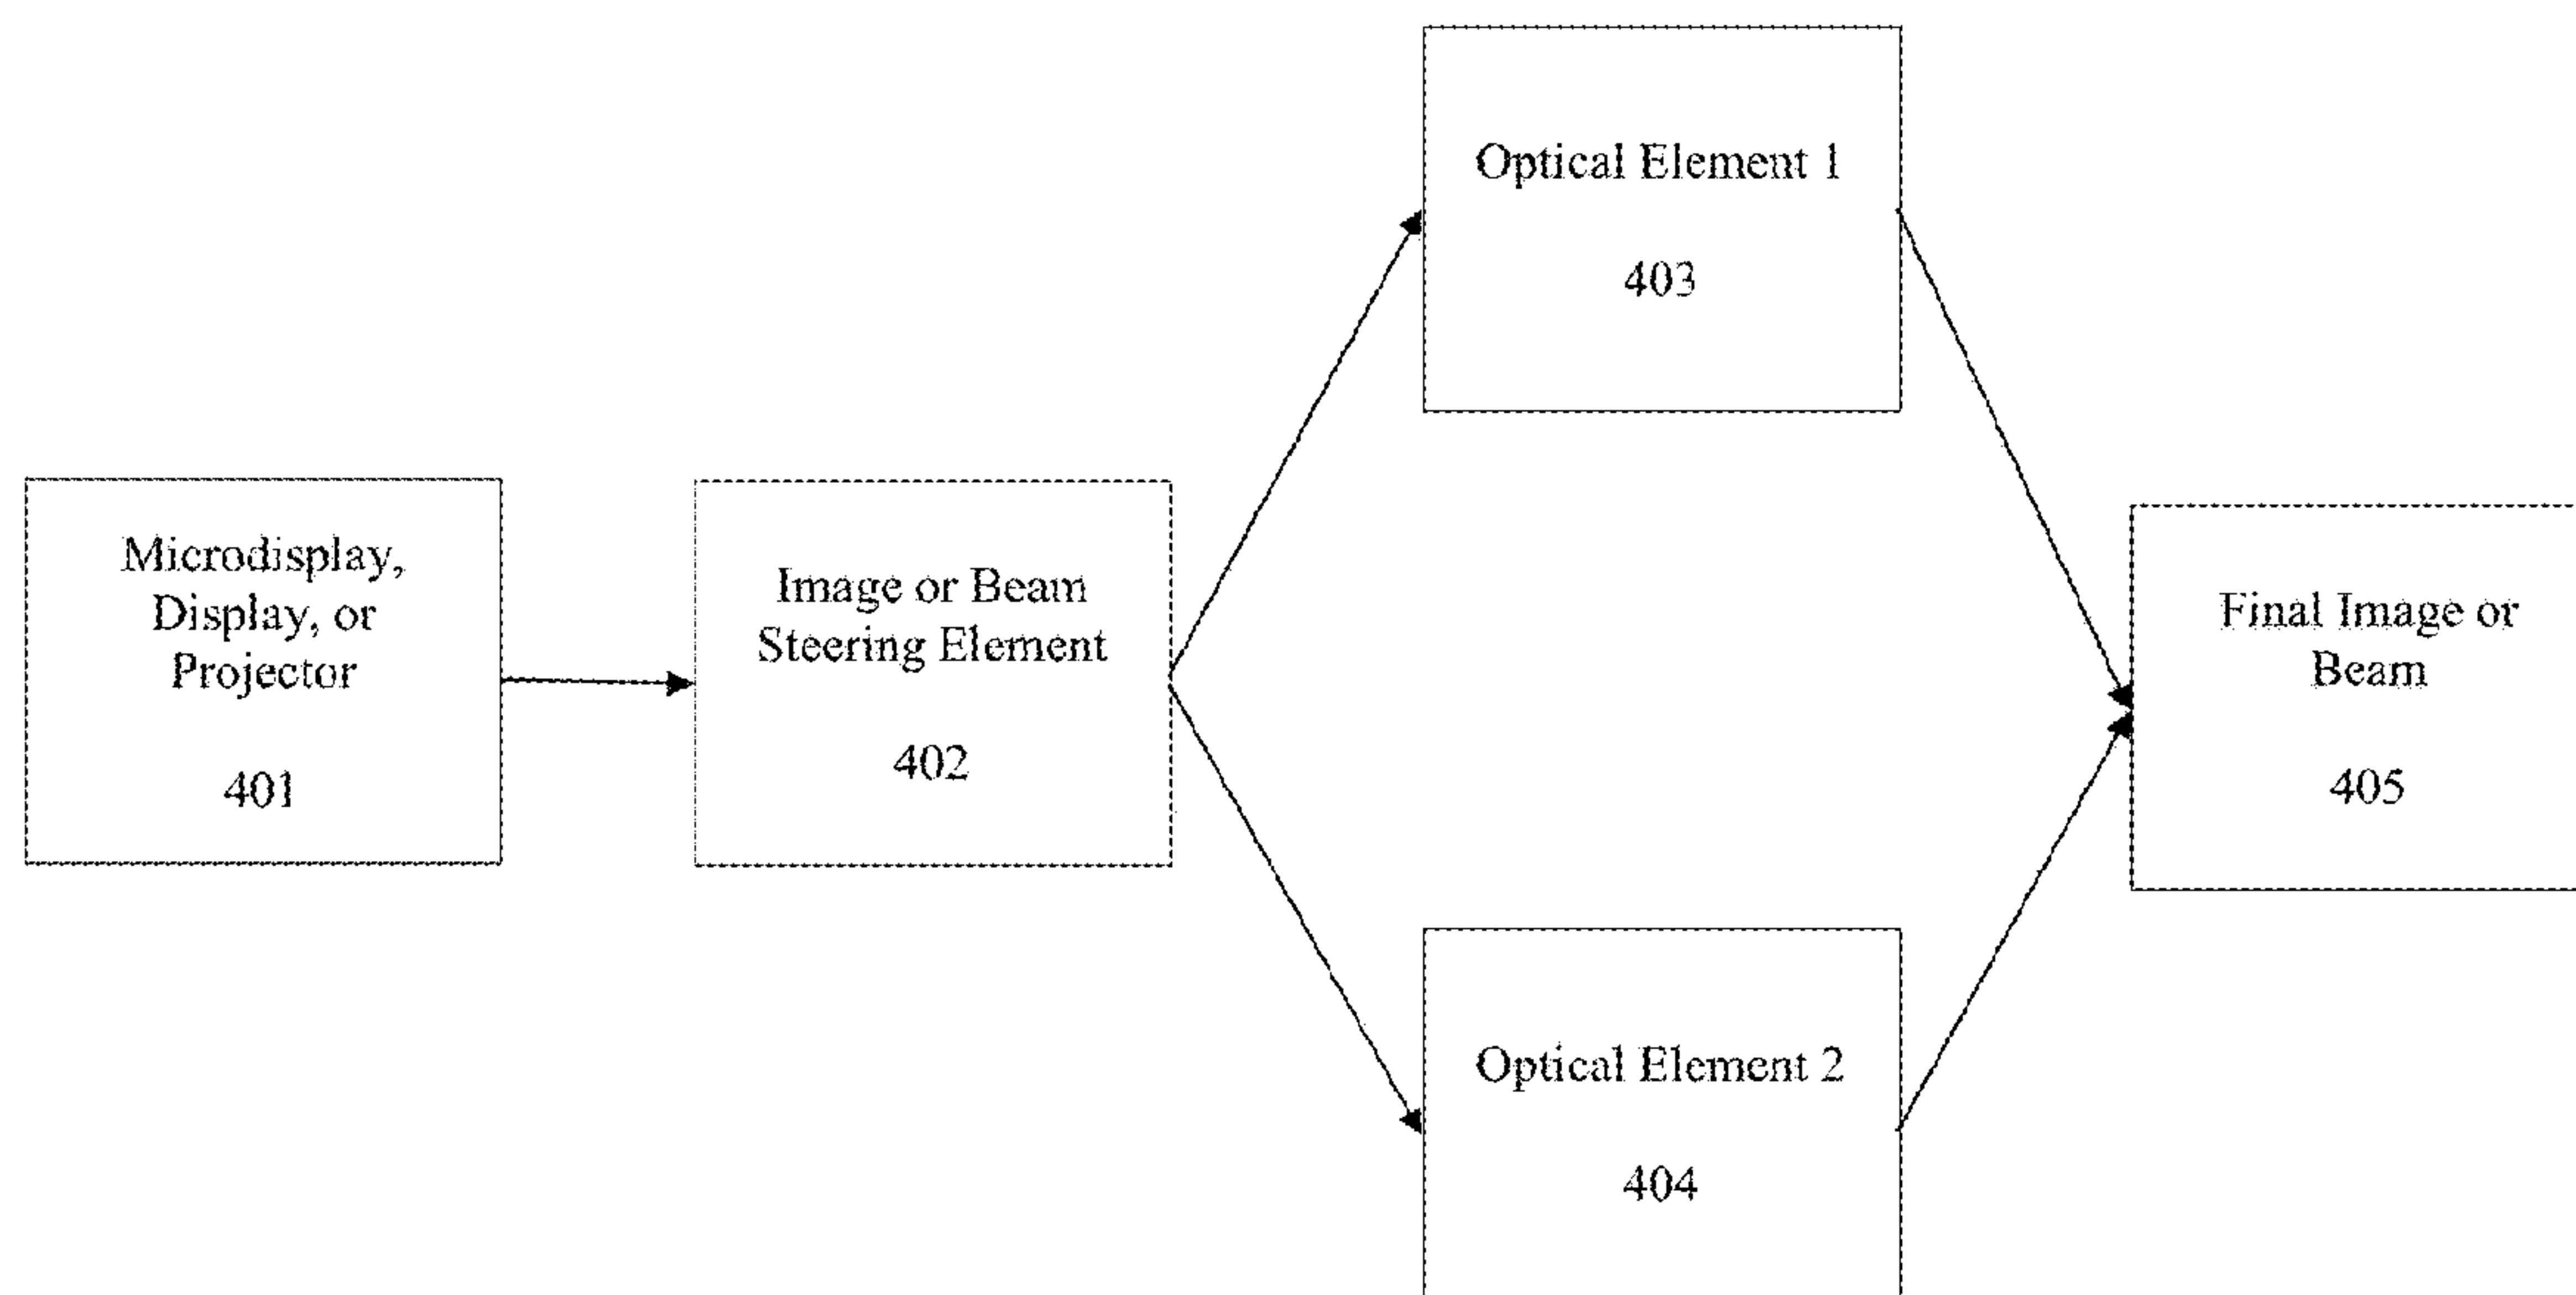 Microdisplay,
Display, or
Projector
401
Image or Beam
Steering Element
402
Optical Element 1
403
Optical Element 2
404
Final Image or
Beam
405